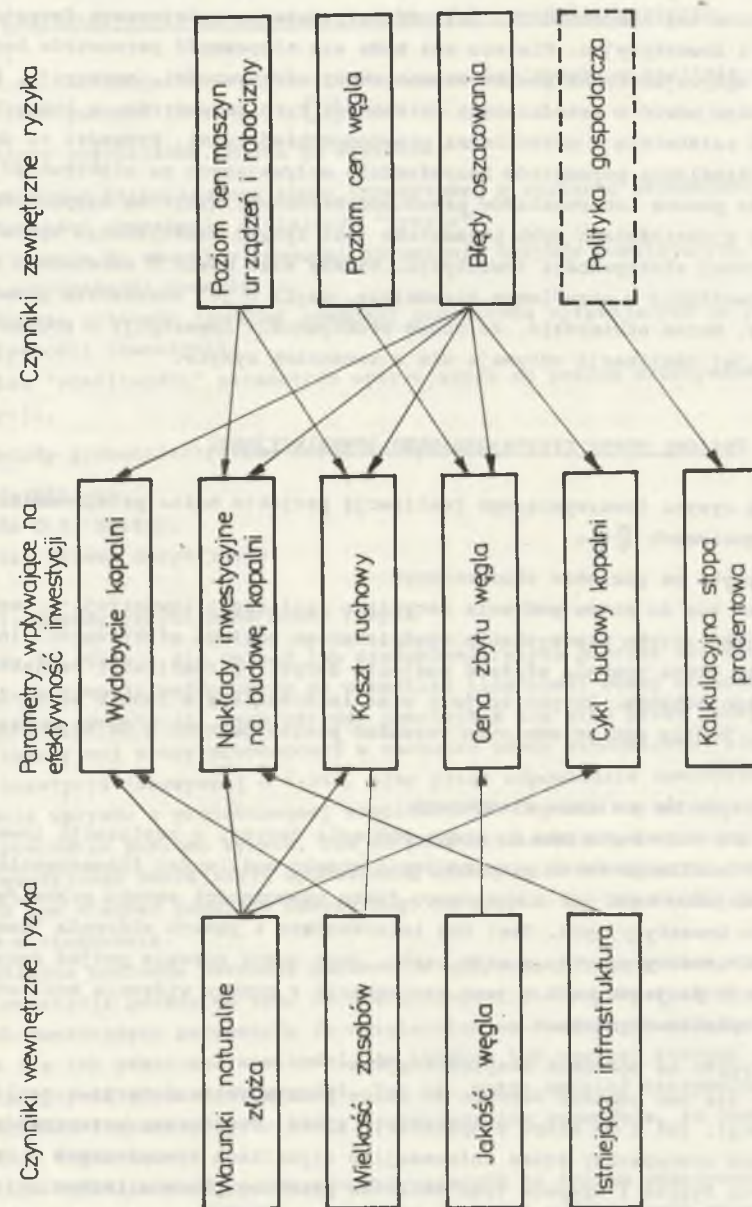 Czynniki wewnętrzne ryzyka
Warunki naturalne
złoża
Wielkość zasobów
Jakość węgla
Istniejąca infrastruktura
Parametry wpływające na
efektywność inwestycji
Wydobycie kopalni
Nakłady inwestycyjne
na budowę kopalni
Koszt ruchowy
Cena zbytu węgla
Cykl budowy kopalni
Kalkulacyjna stopa
procentowa
Czynniki zewnętrzne ryzyka
Poziom cen maszyn
urządzeń i robocizny
Poziom cen węgla
Błędy oszacowania
Polityka gospodarcza